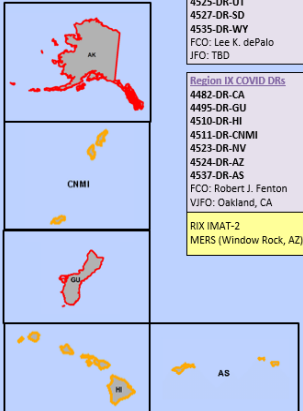 4525-DR-UT
4527-DR-SD
4535-DR-WY
FCO: Lee K. dePalo
JFO: TBD
Region IX COVID DRs
4482-DR-CA
4495-DR-GU
4510-DR-HI
4511-DR-CNMI
4523-DR-NV
4524-DR-AZ
4537-DR-AS
FCO: Robert J. Fenton
VJFO: Oakland, CA
RIX IMAT-2
MERS (Window Rock, AZ)
AK
CNMI
GU
HI
AS